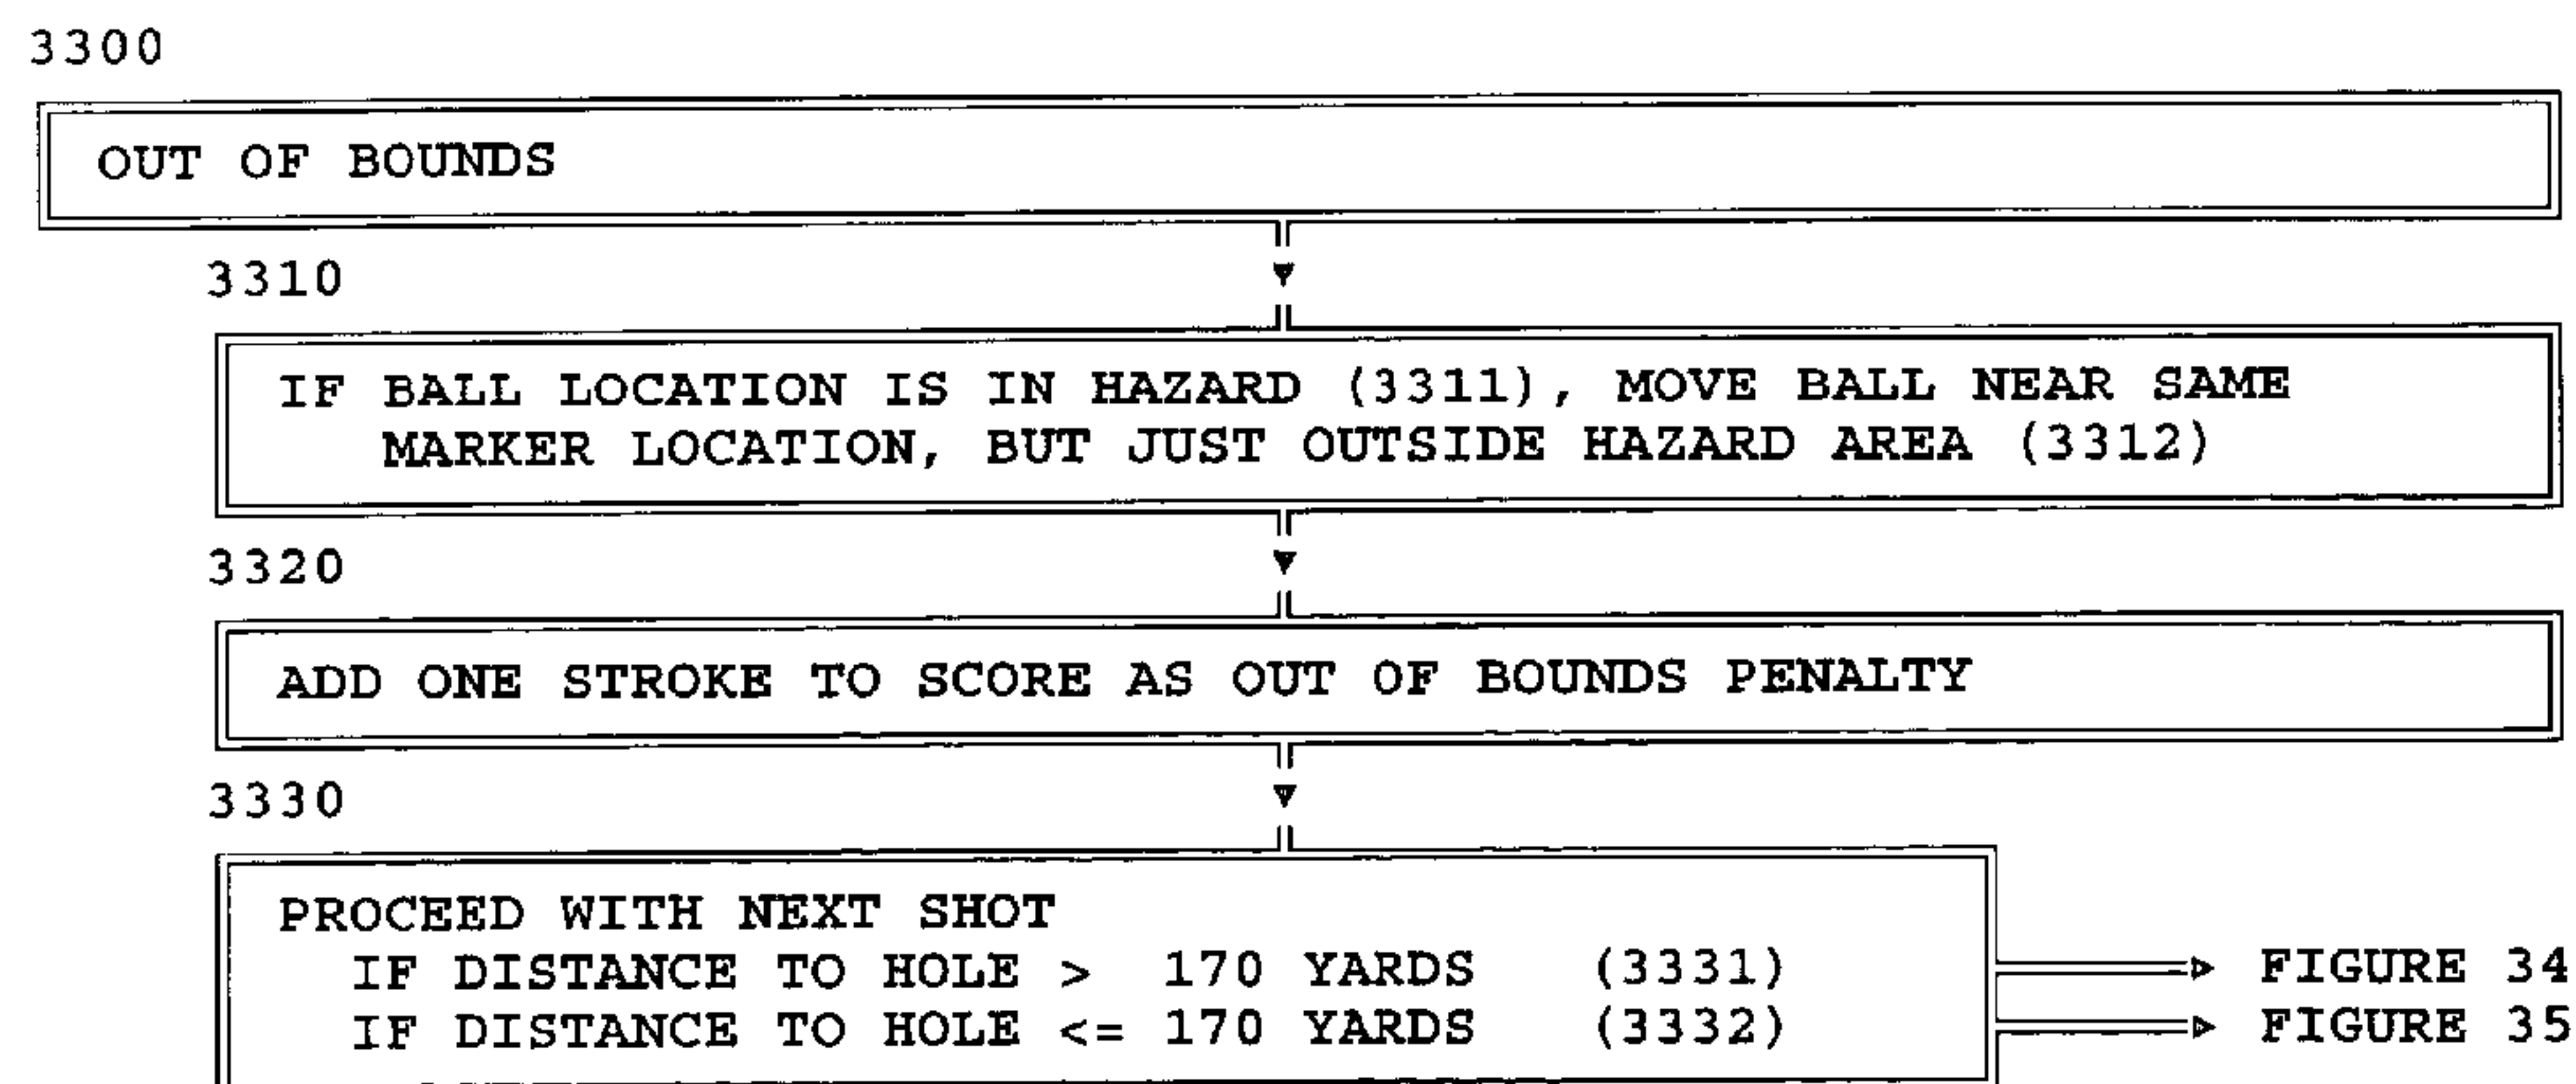 3300
OUT OF BOUNDS
3310
IF BALL LOCATION IS IN HAZARD (3311), MOVE BALL NEAR SAME
MARKER LOCATION, BUT JUST OUTSIDE HAZARD AREA (3312)
3320
ADD ONE STROKE TO SCORE AS OUT OF BOUNDS PENALTY
3330
PROCEED WITH NEXT SHOT
IF DISTANCE TO HOLE > 170 YARDS (3331) FIGURE 34
IF DISTANCE TO HOLE <= 170 YARDS (3332) FIGURE 35